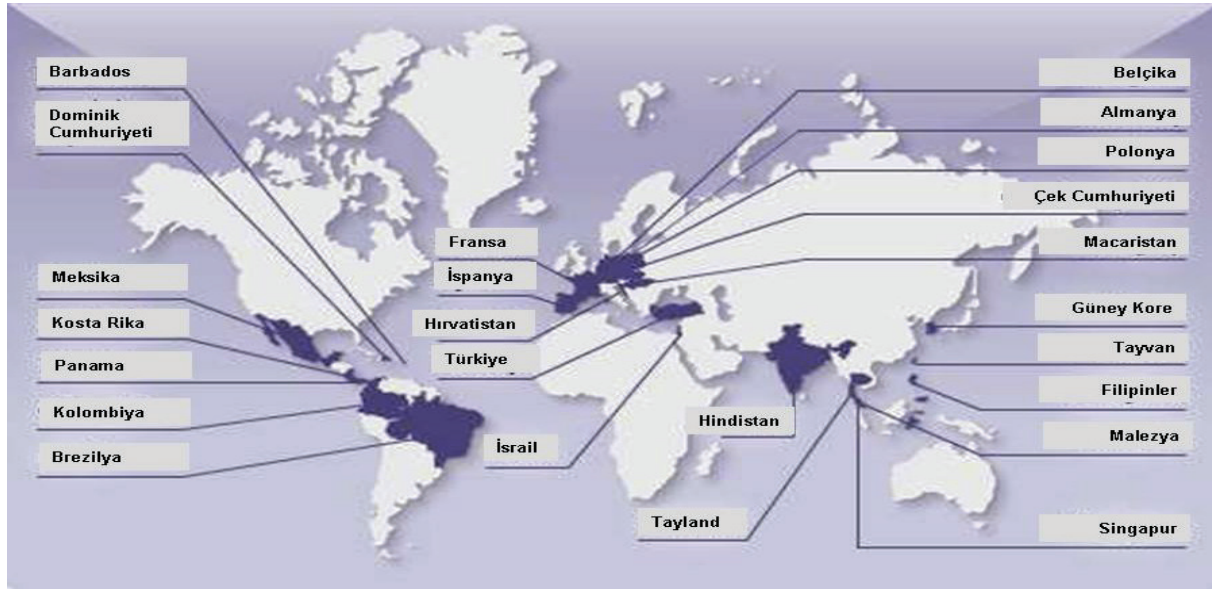 Barbados
Dominik
Cumhuriyeti
Meksika
Kosta Rika
Panama
Kolombiya
Brezilya
Fransa
İspanya
Hırvatistan
Türkiye
İsrail
Hindistan
Tayland
Belçika
Almanya
Polonya
Çek Cumhuriyeti
Macaristan
Güney Kore
Tayvan
Filipinler
Malezya
Singapur